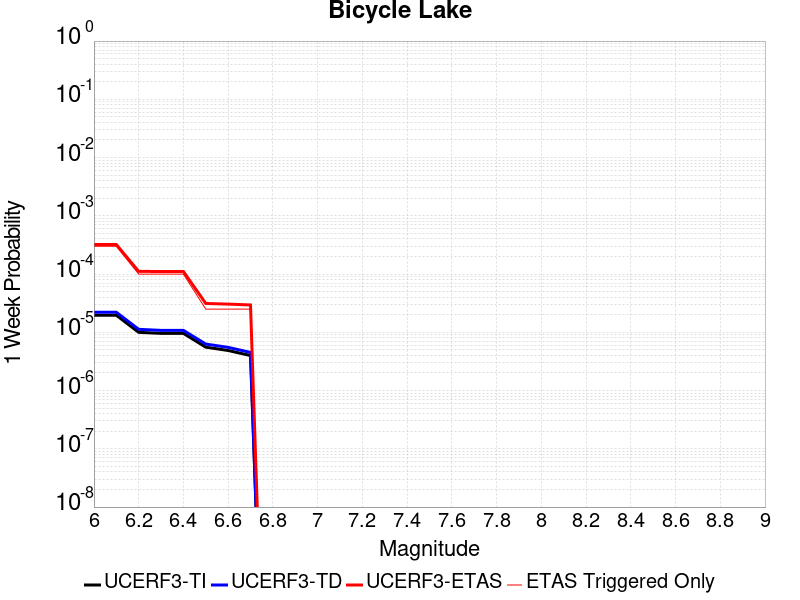 Bicycle Lake
10^0
10^-1
10^-2
10^-3
10^-4
10^-5
10^-6
10^-7
10^-8
1 Week Probability
6 6.2 6.4 6.6 6.8 7 7.2 7.4 7.6 7.8 8 8.2 8.4 8.6 8.8 9
Magnitude
UCERF3-TI UCERF3-TD UCERF3-ETAS ETAS Triggered Only